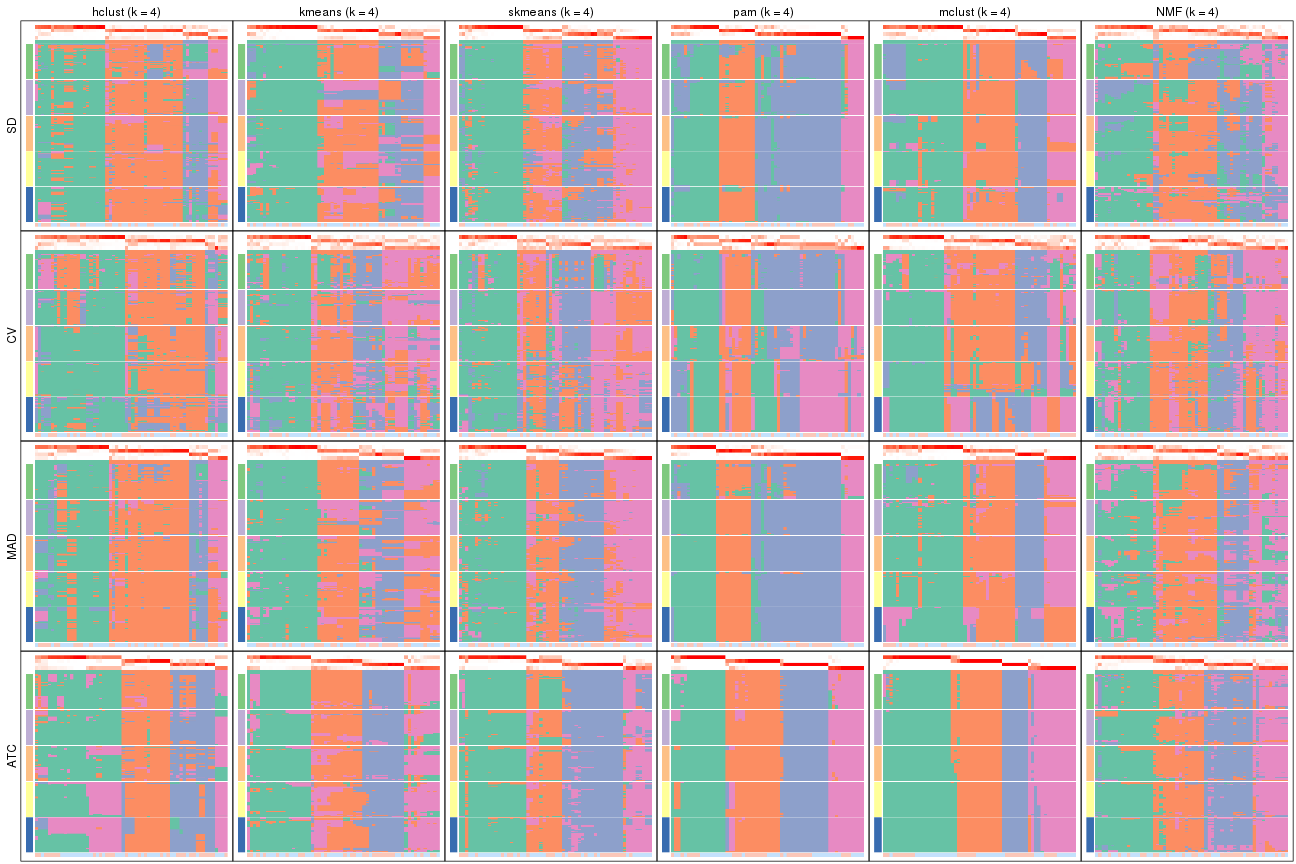 hclust (k = 4)
kmeans (k = 4)
skmeans (k = 4)
pam (k = 4)
mclust (k = 4)
NMF (k = 4)
SD
CV
MAD
ATC